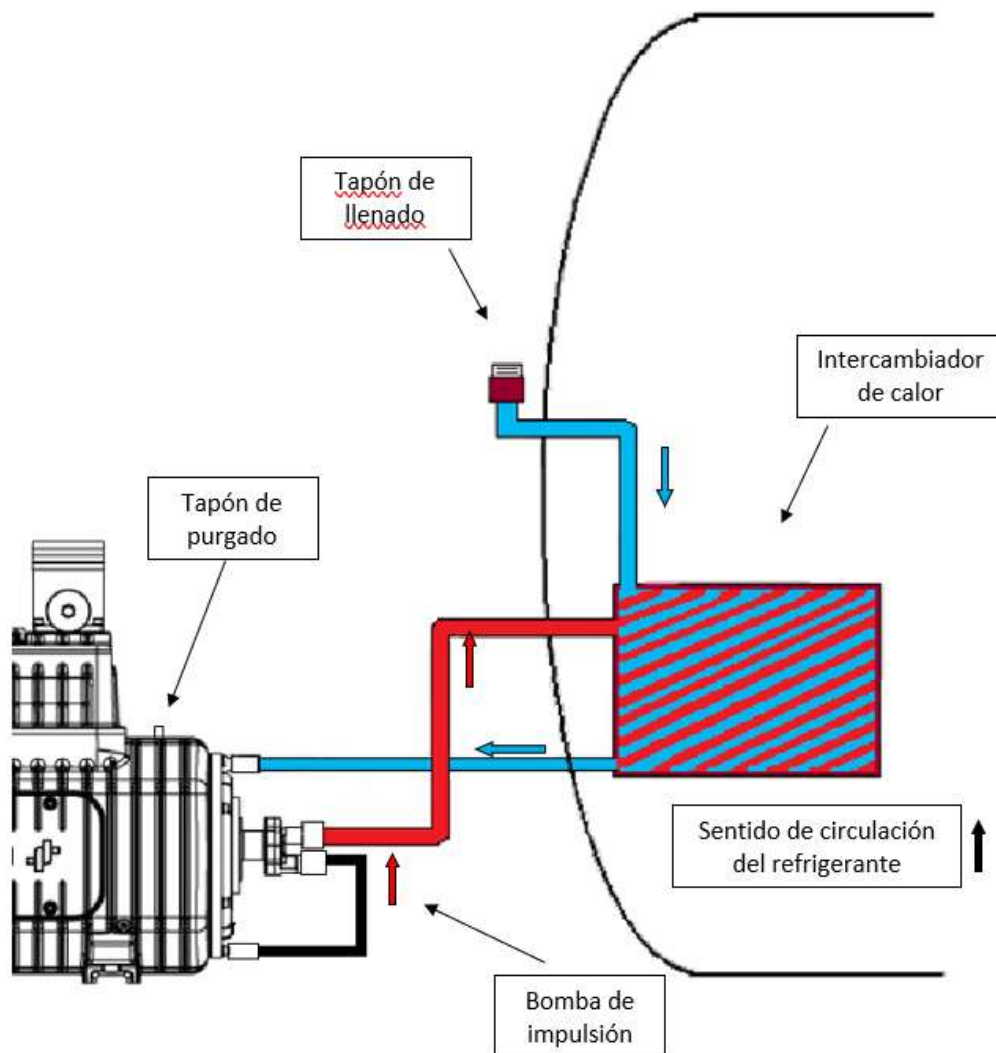 Tapón de
llenado
Intercambiador
de calor
Tapón de
purgado
Sentido de circulación
del refrigerante
Bomba de
impulsión